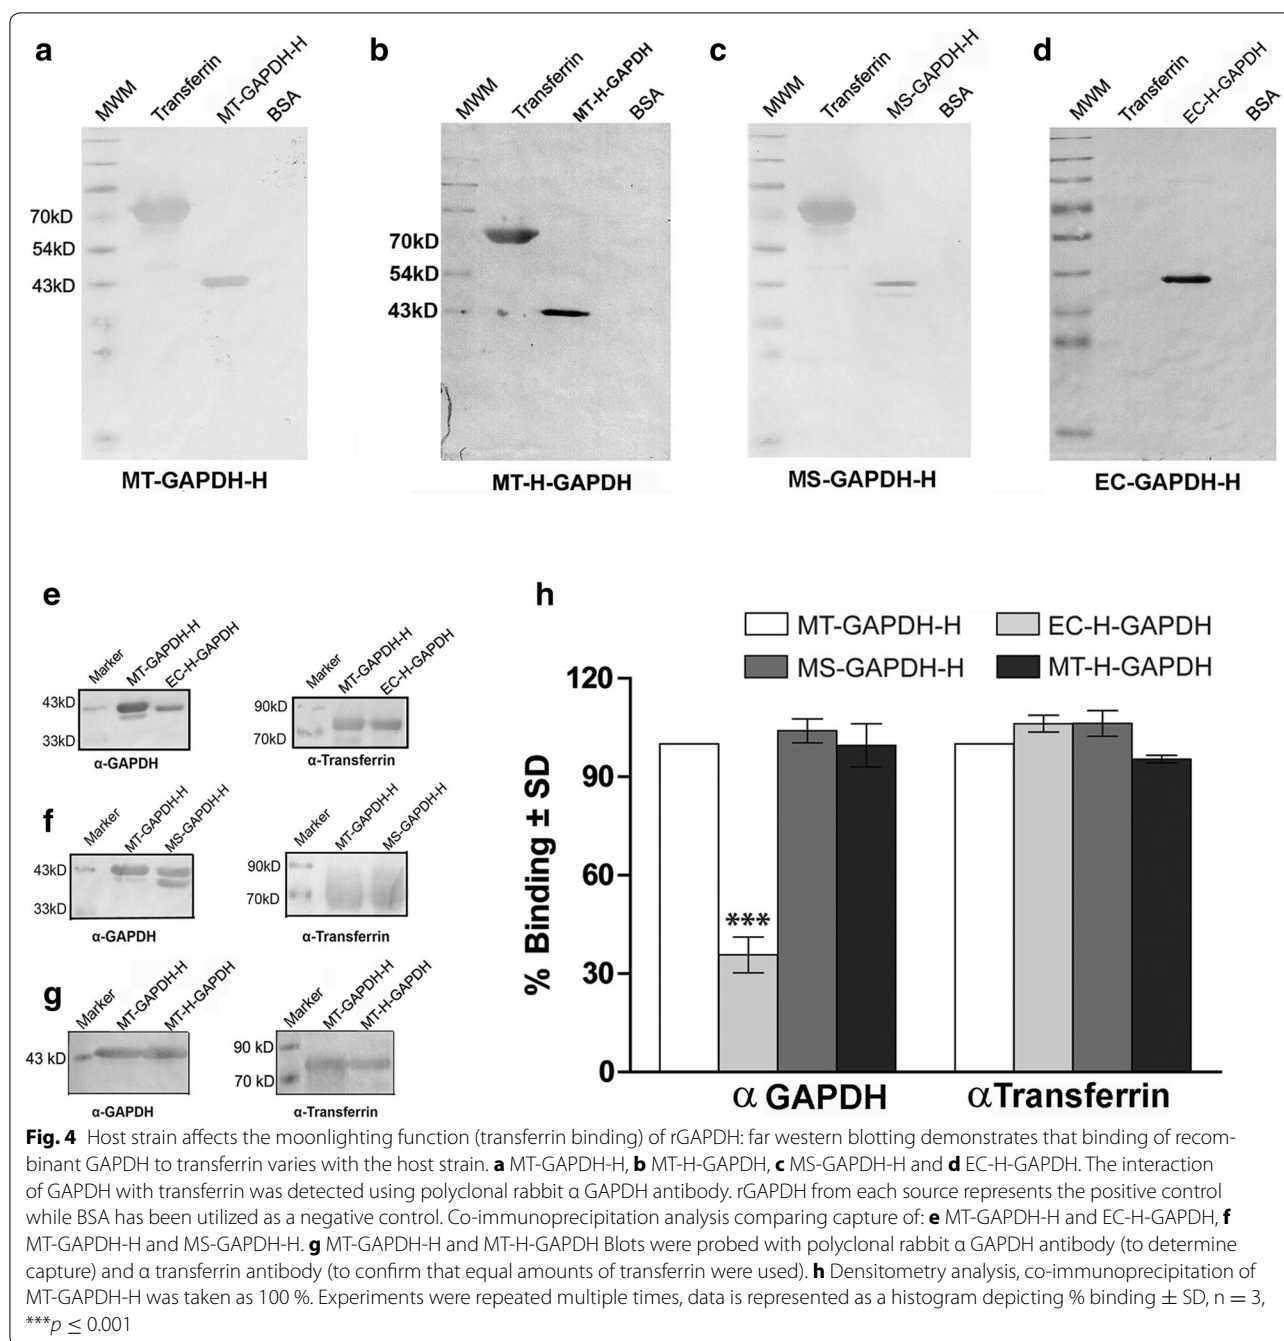 a
MWM
Transferrin
MT-GAPDH-H
BSA
70kD
54kD
43kD
MT-GAPDH-H
b
MWM
Transferrin
MT-H-GAPDH
BSA
70kD
54kD
43kD
MT-H-GAPDH
c
MWM
Transferrin
MS-GAPDH-H
BSA
MS-GAPDH-H
d
MWM
Transferrin
EC-H-GAPDH
BSA
EC-GAPDH-H
e
Marker
MT-GAPDH-H
EC-H-GAPDH
43kD
33kD
α-GAPDH
Marker
MT-GAPDH-H
EC-H-GAPDH
90kD
70kD
α-Transferrin
f
Marker
MT-GAPDH-H
MS-GAPDH-H
43kD
33kD
α-GAPDH
Marker
MT-GAPDH-H
MS-GAPDH-H
90kD
70kD
α-Transferrin
g
Marker
MT-GAPDH-H
MT-H-GAPDH
43 kD
α-GAPDH
Marker
MT-GAPDH-H
MT-H-GAPDH
90 kD
70 kD
α-Transferrin
h
MT-GAPDH-H
EC-H-GAPDH
MS-GAPDH-H
MT-H-GAPDH
% Binding ± SD
120
90
60
30
0
***
α GAPDH
αTransferrin
Fig. 4 Host strain affects the moonlighting function (transferrin binding) of rGAPDH: far western blotting demonstrates that binding of recom-
binant GAPDH to transferrin varies with the host strain. a MT-GAPDH-H, b MT-H-GAPDH, c MS-GAPDH-H and d EC-H-GAPDH. The interaction
of GAPDH with transferrin was detected using polyclonal rabbit α GAPDH antibody. rGAPDH from each source represents the positive control
while BSA has been utilized as a negative control. Co-immunoprecipitation analysis comparing capture of: e MT-GAPDH-H and EC-H-GAPDH, f
MT-GAPDH-H and MS-GAPDH-H. g MT-GAPDH-H and MT-H-GAPDH Blots were probed with polyclonal rabbit α GAPDH antibody (to determine
capture) and α transferrin antibody (to confirm that equal amounts of transferrin were used). h Densitometry analysis, co-immunoprecipitation of
MT-GAPDH-H was taken as 100 %. Experiments were repeated multiple times, data is represented as a histogram depicting % binding ± SD, n = 3,
***p ≤ 0.001